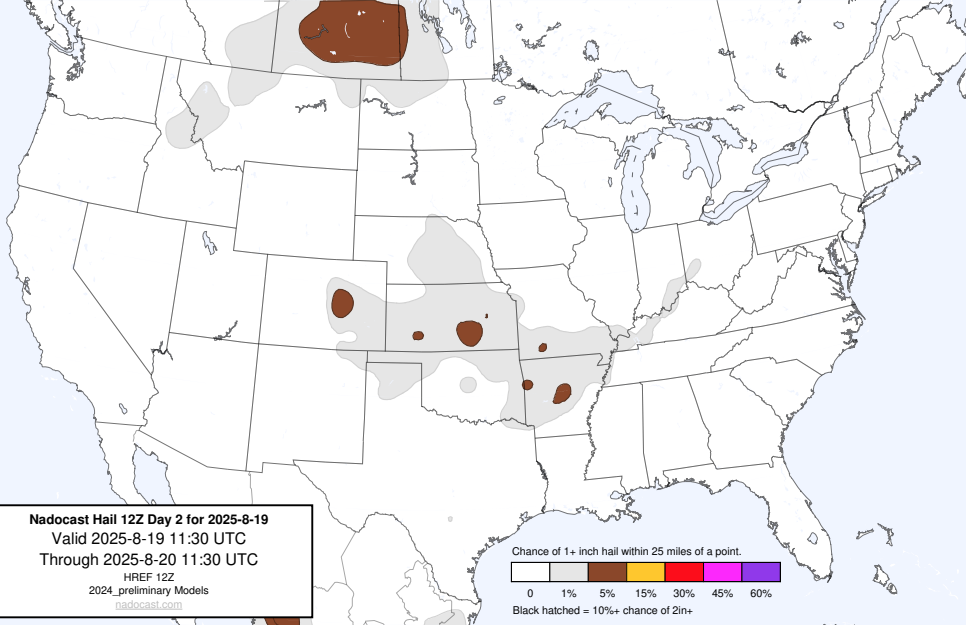 Nadocast Hail 12Z Day 2 for 2025-8-19
Valid 2025-8-19 11:30 UTC
Through 2025-8-20 11:30 UTC
HREF 12Z
2024_preliminary Models
nadocast.com
Chance of 1+ inch hail within 25 miles of a point.
0 1% 5% 15% 30% 45% 60%
Black hatched = 10%+ chance of 2in+